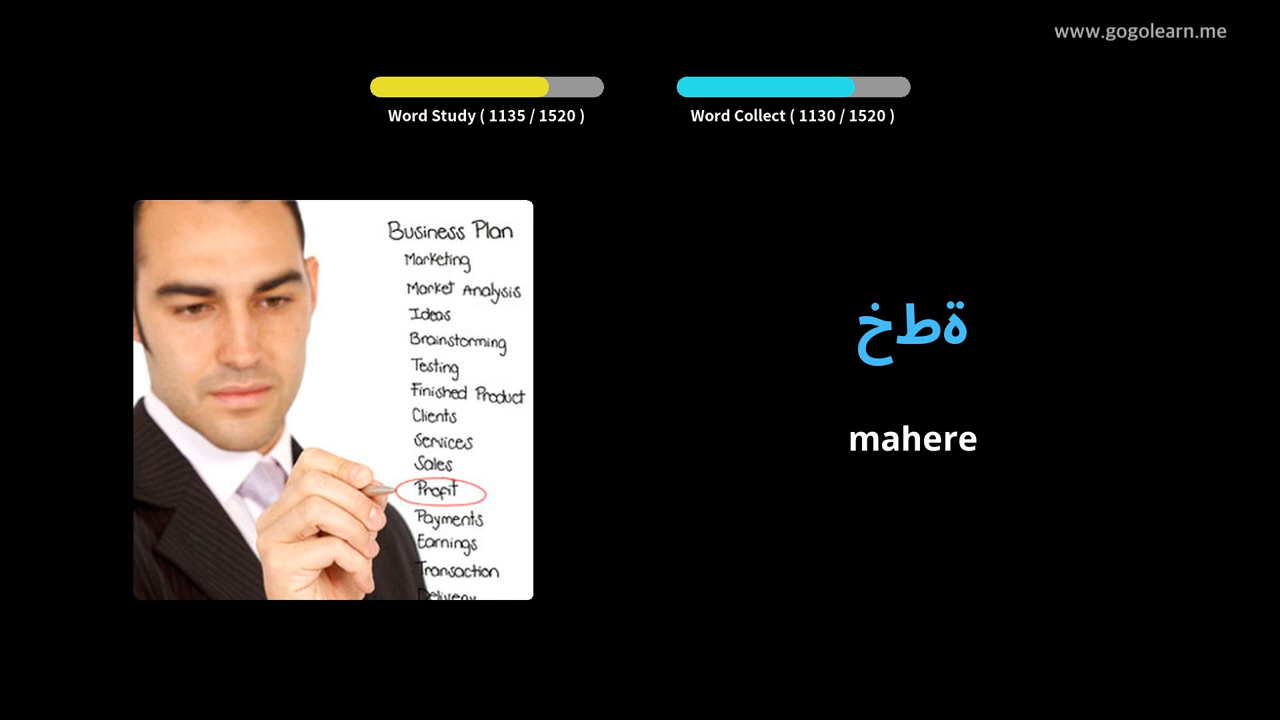 www.gogolearn.me
Word Study ( 1135 / 1520 )
Word Collect ( 1130 / 1520 )
Business Plan
Marketing
Market Analysis
Ideas
Brainstorming
Testing
Finished Product
Clients
Services
Sales
Profit
Payments
Earnings
Transaction
Delivery
خطة
mahere